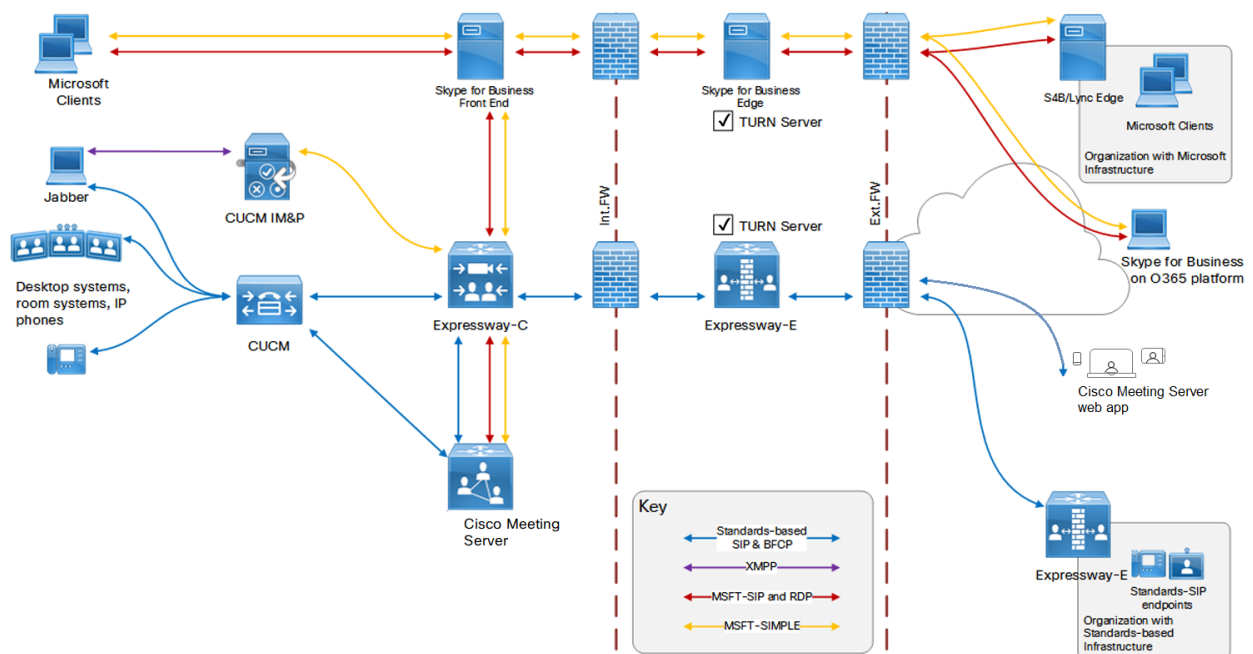 Microsoft
Clients
Skype for Business
Front End
Skype for Business
Edge
TURN Server
S4B/Lync Edge
Microsoft Clients
Organization with Microsoft
Infrastructure
Jabber
CUCM IM&P
Int.FW
Ext.FW
TURN Server
Skype for Business
on O365 platform
Desktop systems,
room systems, IP
phones
CUCM
Expressway-C
Expressway-E
Cisco Meeting Server
web app
Cisco Meeting
Server
Key
Standards-based
SIP & BFCP
XMPP
MSFT-SIP and RDP
MSFT-SIMPLE
Expressway-E
Standards-SIP
endpoints
Organization with
Standards-based
Infrastructure